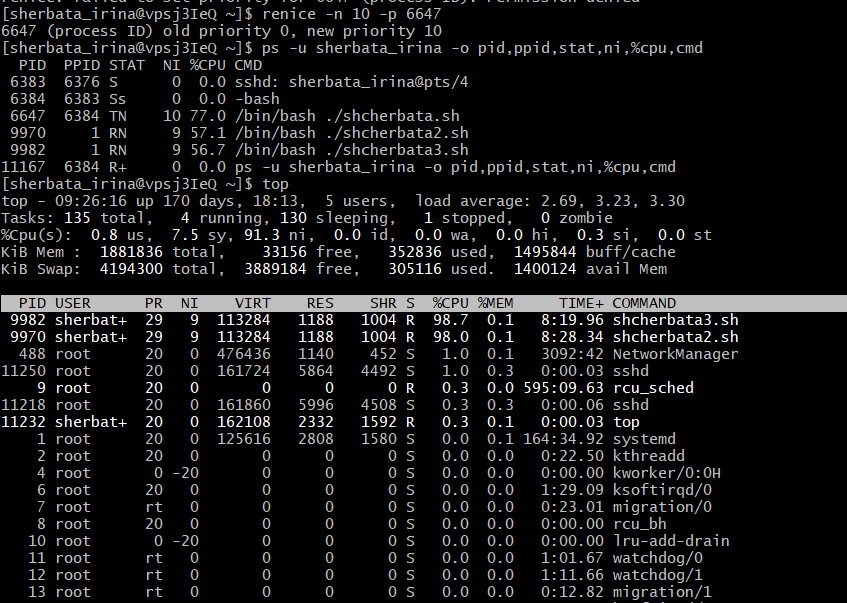 renice: failed to set priority for 6647 (process ID): Permission denied
[sherbata_irina@vpsj3IeQ ~]$ renice -n 10 -p 6647
6647 (process ID) old priority 0, new priority 10
[sherbata_irina@vpsj3IeQ ~]$ ps -u sherbata_irina -o pid,ppid,stat,ni,%cpu,cmd
  PID  PPID STAT  NI %CPU CMD
 6383  6376 S      0  0.0 sshd: sherbata_irina@pts/4
 6384  6383 Ss     0  0.0 -bash
 6647  6384 TN    10 77.0 /bin/bash ./shcherbata.sh
 9970     1 RN     9 57.1 /bin/bash ./shcherbata2.sh
 9982     1 RN     9 56.7 /bin/bash ./shcherbata3.sh
11167  6384 R+     0  0.0 ps -u sherbata_irina -o pid,ppid,stat,ni,%cpu,cmd
[sherbata_irina@vpsj3IeQ ~]$ top
top - 09:26:16 up 170 days, 18:13,  5 users,  load average: 2.69, 3.23, 3.30
Tasks: 135 total,   4 running, 130 sleeping,   1 stopped,   0 zombie
%Cpu(s):  0.8 us,  7.5 sy, 91.3 ni,  0.0 id,  0.0 wa,  0.0 hi,  0.3 si,  0.0 st
KiB Mem :  1881836 total,    33156 free,   352836 used,  1495844 buff/cache
KiB Swap:  4194300 total,  3889184 free,   305116 used.  1400124 avail Mem
  PID USER      PR  NI    VIRT    RES    SHR S  %CPU %MEM     TIME+ COMMAND
 9982 sherbat+  29   9  113284   1188   1004 R  98.7  0.1   8:19.96 shcherbata3.sh
 9970 sherbat+  29   9  113284   1188   1004 R  98.0  0.1   8:28.34 shcherbata2.sh
  488 root      20   0  476436   1140    452 S   1.0  0.1   3092:42 NetworkManager
11250 root      20   0  161724   5864   4492 S   1.0  0.3   0:00.03 sshd
    9 root      20   0       0      0      0 R   0.3  0.0 595:09.63 rcu_sched
11218 root      20   0  161860   5996   4508 S   0.3  0.3   0:00.06 sshd
11232 sherbat+  20   0  162108   2332   1592 R   0.3  0.1   0:00.03 top
    1 root      20   0  125616   2808   1580 S   0.0  0.1 164:34.92 systemd
    2 root      20   0       0      0      0 S   0.0  0.0   0:22.50 kthreadd
    4 root       0 -20       0      0      0 S   0.0  0.0   0:00.00 kworker/0:0H
    6 root      20   0       0      0      0 S   0.0  0.0   1:29.09 ksoftirqd/0
    7 root      rt   0       0      0      0 S   0.0  0.0   0:23.01 migration/0
    8 root      20   0       0      0      0 S   0.0  0.0   0:00.00 rcu_bh
   10 root       0 -20       0      0      0 S   0.0  0.0   0:00.00 lru-add-drain
   11 root      rt   0       0      0      0 S   0.0  0.0   1:01.67 watchdog/0
   12 root      rt   0       0      0      0 S   0.0  0.0   1:11.66 watchdog/1
   13 root      rt   0       0      0      0 S   0.0  0.0   0:12.82 migration/1